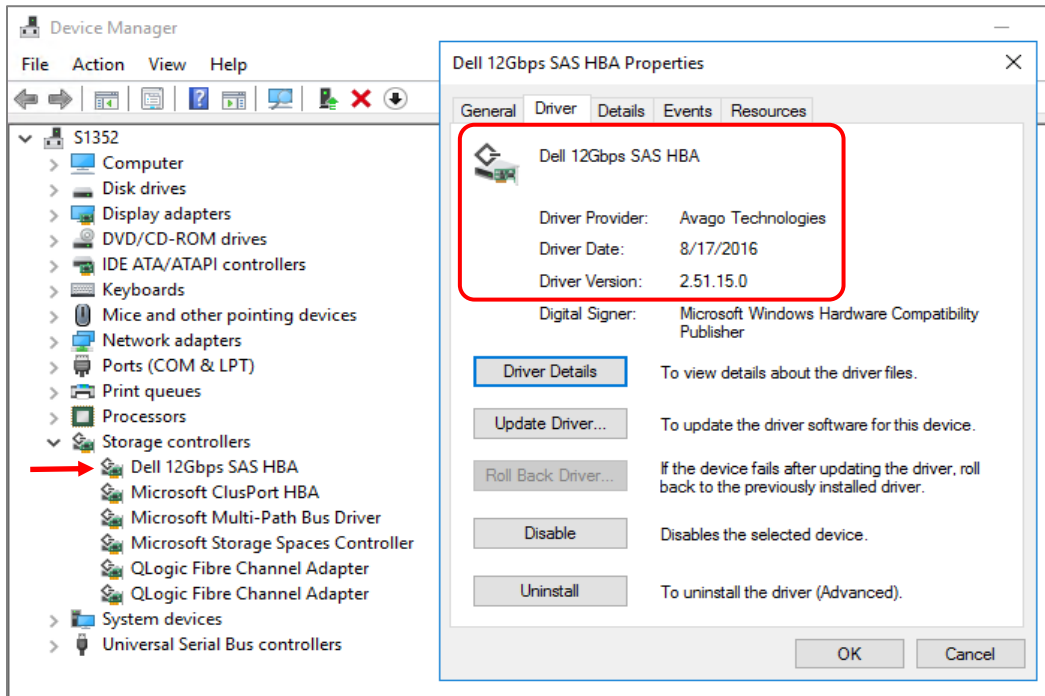 Device Manager
File Action View Help
S1352
Computer
Disk drives
Display adapters
DVD/CD-ROM drives
IDE ATA/ATAPI controllers
Keyboards
Mice and other pointing devices
Network adapters
Ports (COM & LPT)
Print queues
Processors
Storage controllers
Dell 12Gbps SAS HBA
Microsoft ClusPort HBA
Microsoft Multi-Path Bus Driver
Microsoft Storage Spaces Controller
QLogic Fibre Channel Adapter
QLogic Fibre Channel Adapter
System devices
Universal Serial Bus controllers
Dell 12Gbps SAS HBA Properties
General Driver Details Events Resources
Dell 12Gbps SAS HBA
Driver Provider: Avago Technologies
Driver Date: 8/17/2016
Driver Version: 2.51.15.0
Digital Signer: Microsoft Windows Hardware Compatibility
Publisher
Driver Details To view details about the driver files.
Update Driver... To update the driver software for this device.
Roll Back Driver... If the device fails after updating the driver, roll
back to the previously installed driver.
Disable Disables the selected device.
Uninstall To uninstall the driver (Advanced).
OK Cancel